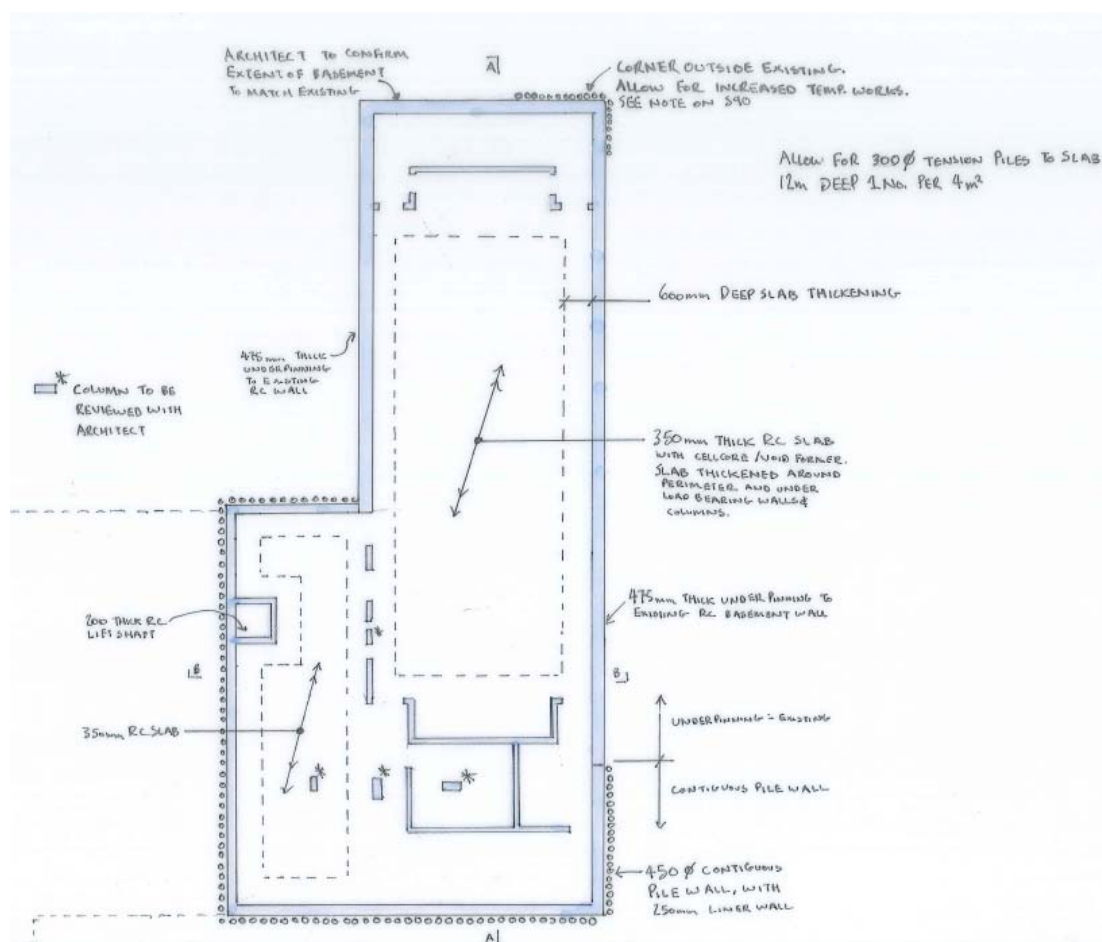 ARCHITECT TO CONFIRM
EXTENT OF BASEMENT
TO MATCH EXISTING
A
CORNER OUTSIDE EXISTING.
ALLOW FOR INCREASED TEMP. WORKS.
SEE NOTE ON S90
ALLOW FOR 300Ø TENSION PILES TO SLAB
12m DEEP 1 No. PER 4m²
600mm DEEP SLAB THICKENING
475mm THICK
UNDERPINNING
TO EXISTING
RC WALL
* COLUMN TO BE
REVIEWED WITH
ARCHITECT
350mm THICK RC SLAB
WITH CELLCORE / VOID FORMER.
SLAB THICKENED AROUND
PERIMETER AND UNDER
LOAD BEARING WALLS &
COLUMNS.
200 THICK RC
LIFT SHAFT
475mm THICK UNDERPINNING TO
EXISTING RC BASEMENT WALL
*
B
B
UNDERPINNING - EXISTING
350mm RC SLAB
* * *
CONTIGUOUS PILE WALL
450 Ø CONTIGUOUS
PILE WALL, WITH
250mm LINER WALL
A